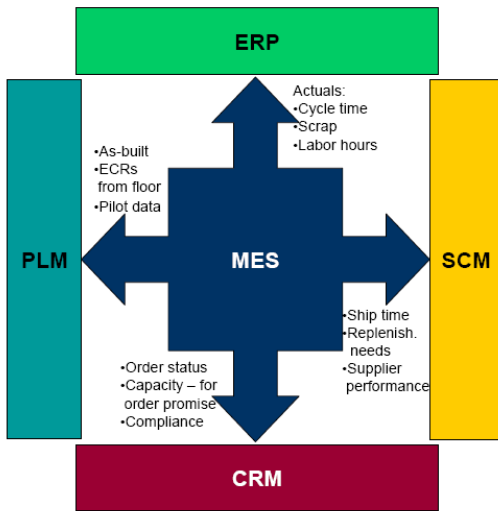 ERP
Actuals:
•Cycle time
•Scrap
•Labor hours
•As-built
•ECRs
from floor
•Pilot data
PLM
MES
SCM
•Ship time
•Replenish.
needs
•Supplier
performance
•Order status
•Capacity – for
order promise
•Compliance
CRM